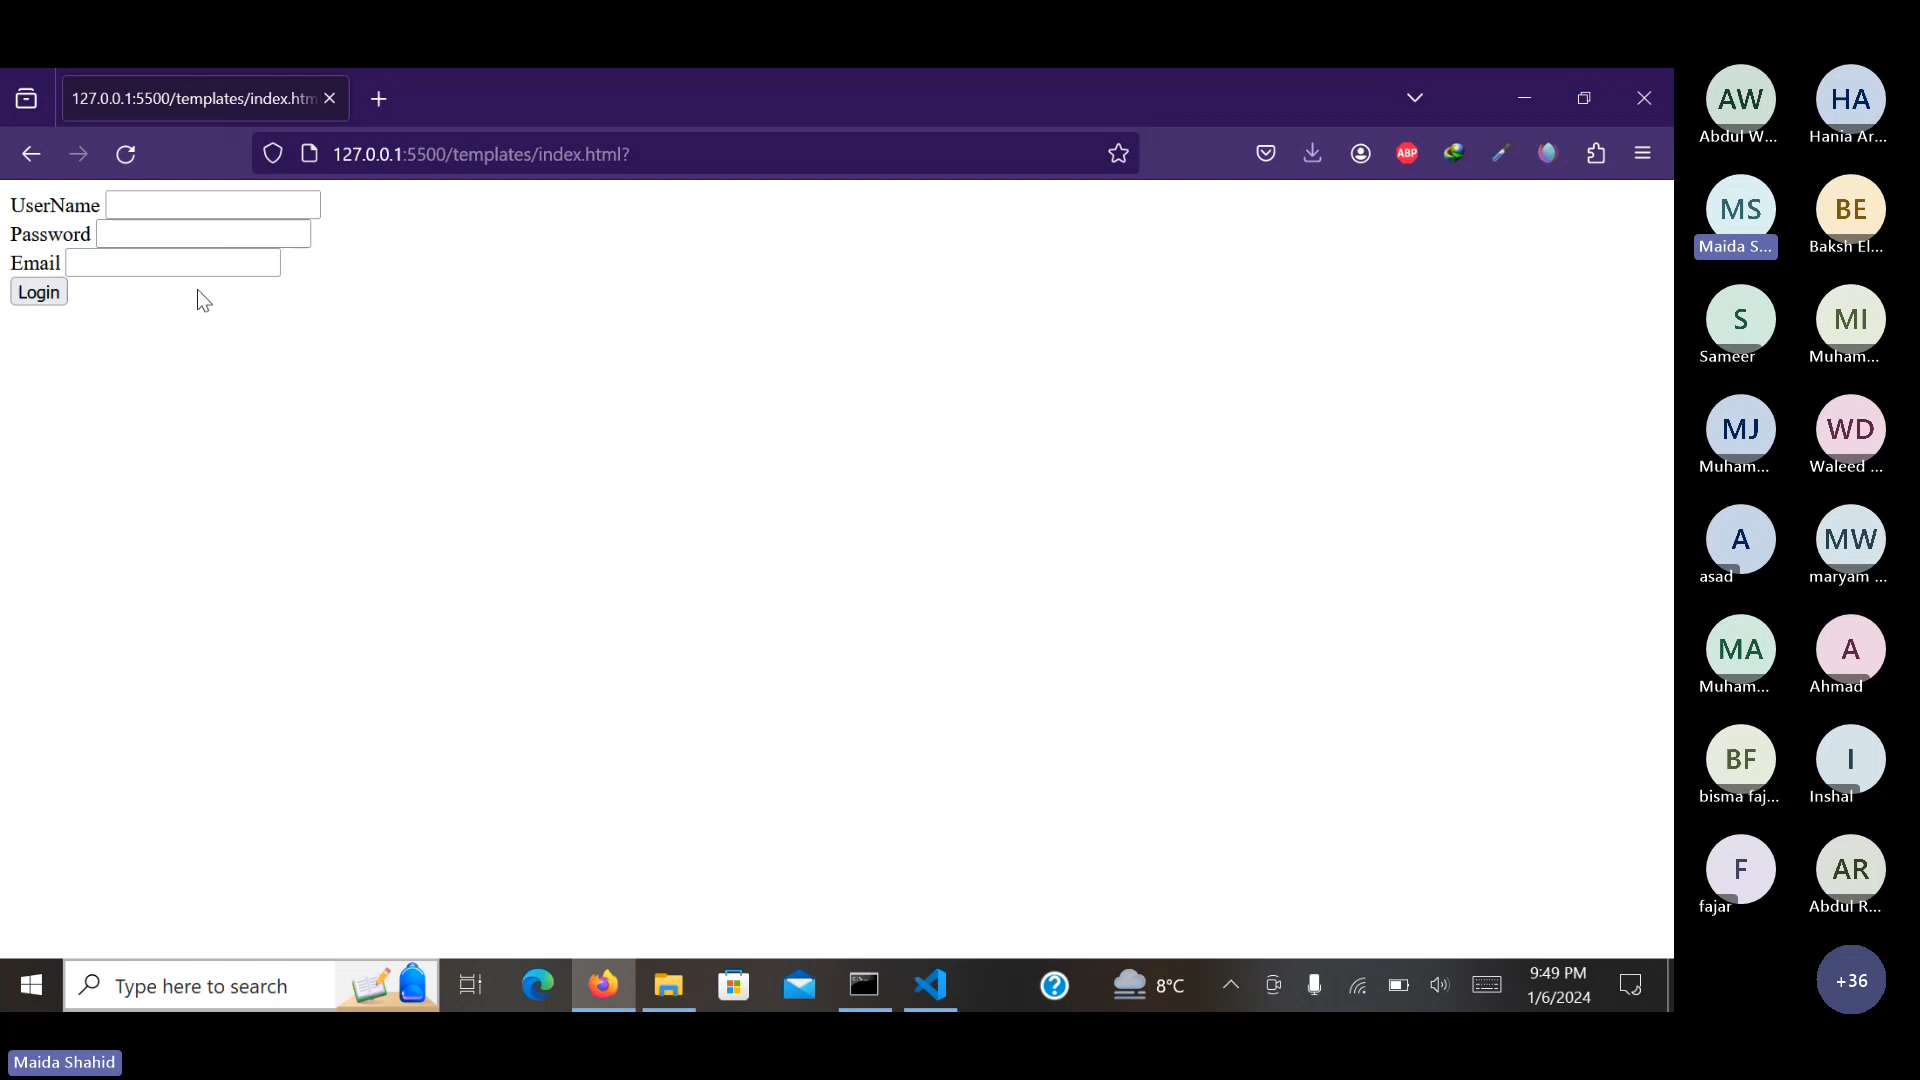 127.0.0.1:5500/templates/index.htm
127.0.0.1:5500/templates/index.html?
ABP
UserName
Password
Email
Login
AW
Abdul W...
HA
Hania Ar...
MS
Maida S...
BE
Baksh El...
S
Sameer
MI
Muham...
MJ
Muham...
WD
Waleed ...
A
asad
MW
maryam ...
MA
Muham...
A
Ahmad
BF
bisma faj...
I
Inshal
F
fajar
AR
Abdul R...
+36
Type here to search
8°C
9:49 PM
1/6/2024
Maida Shahid